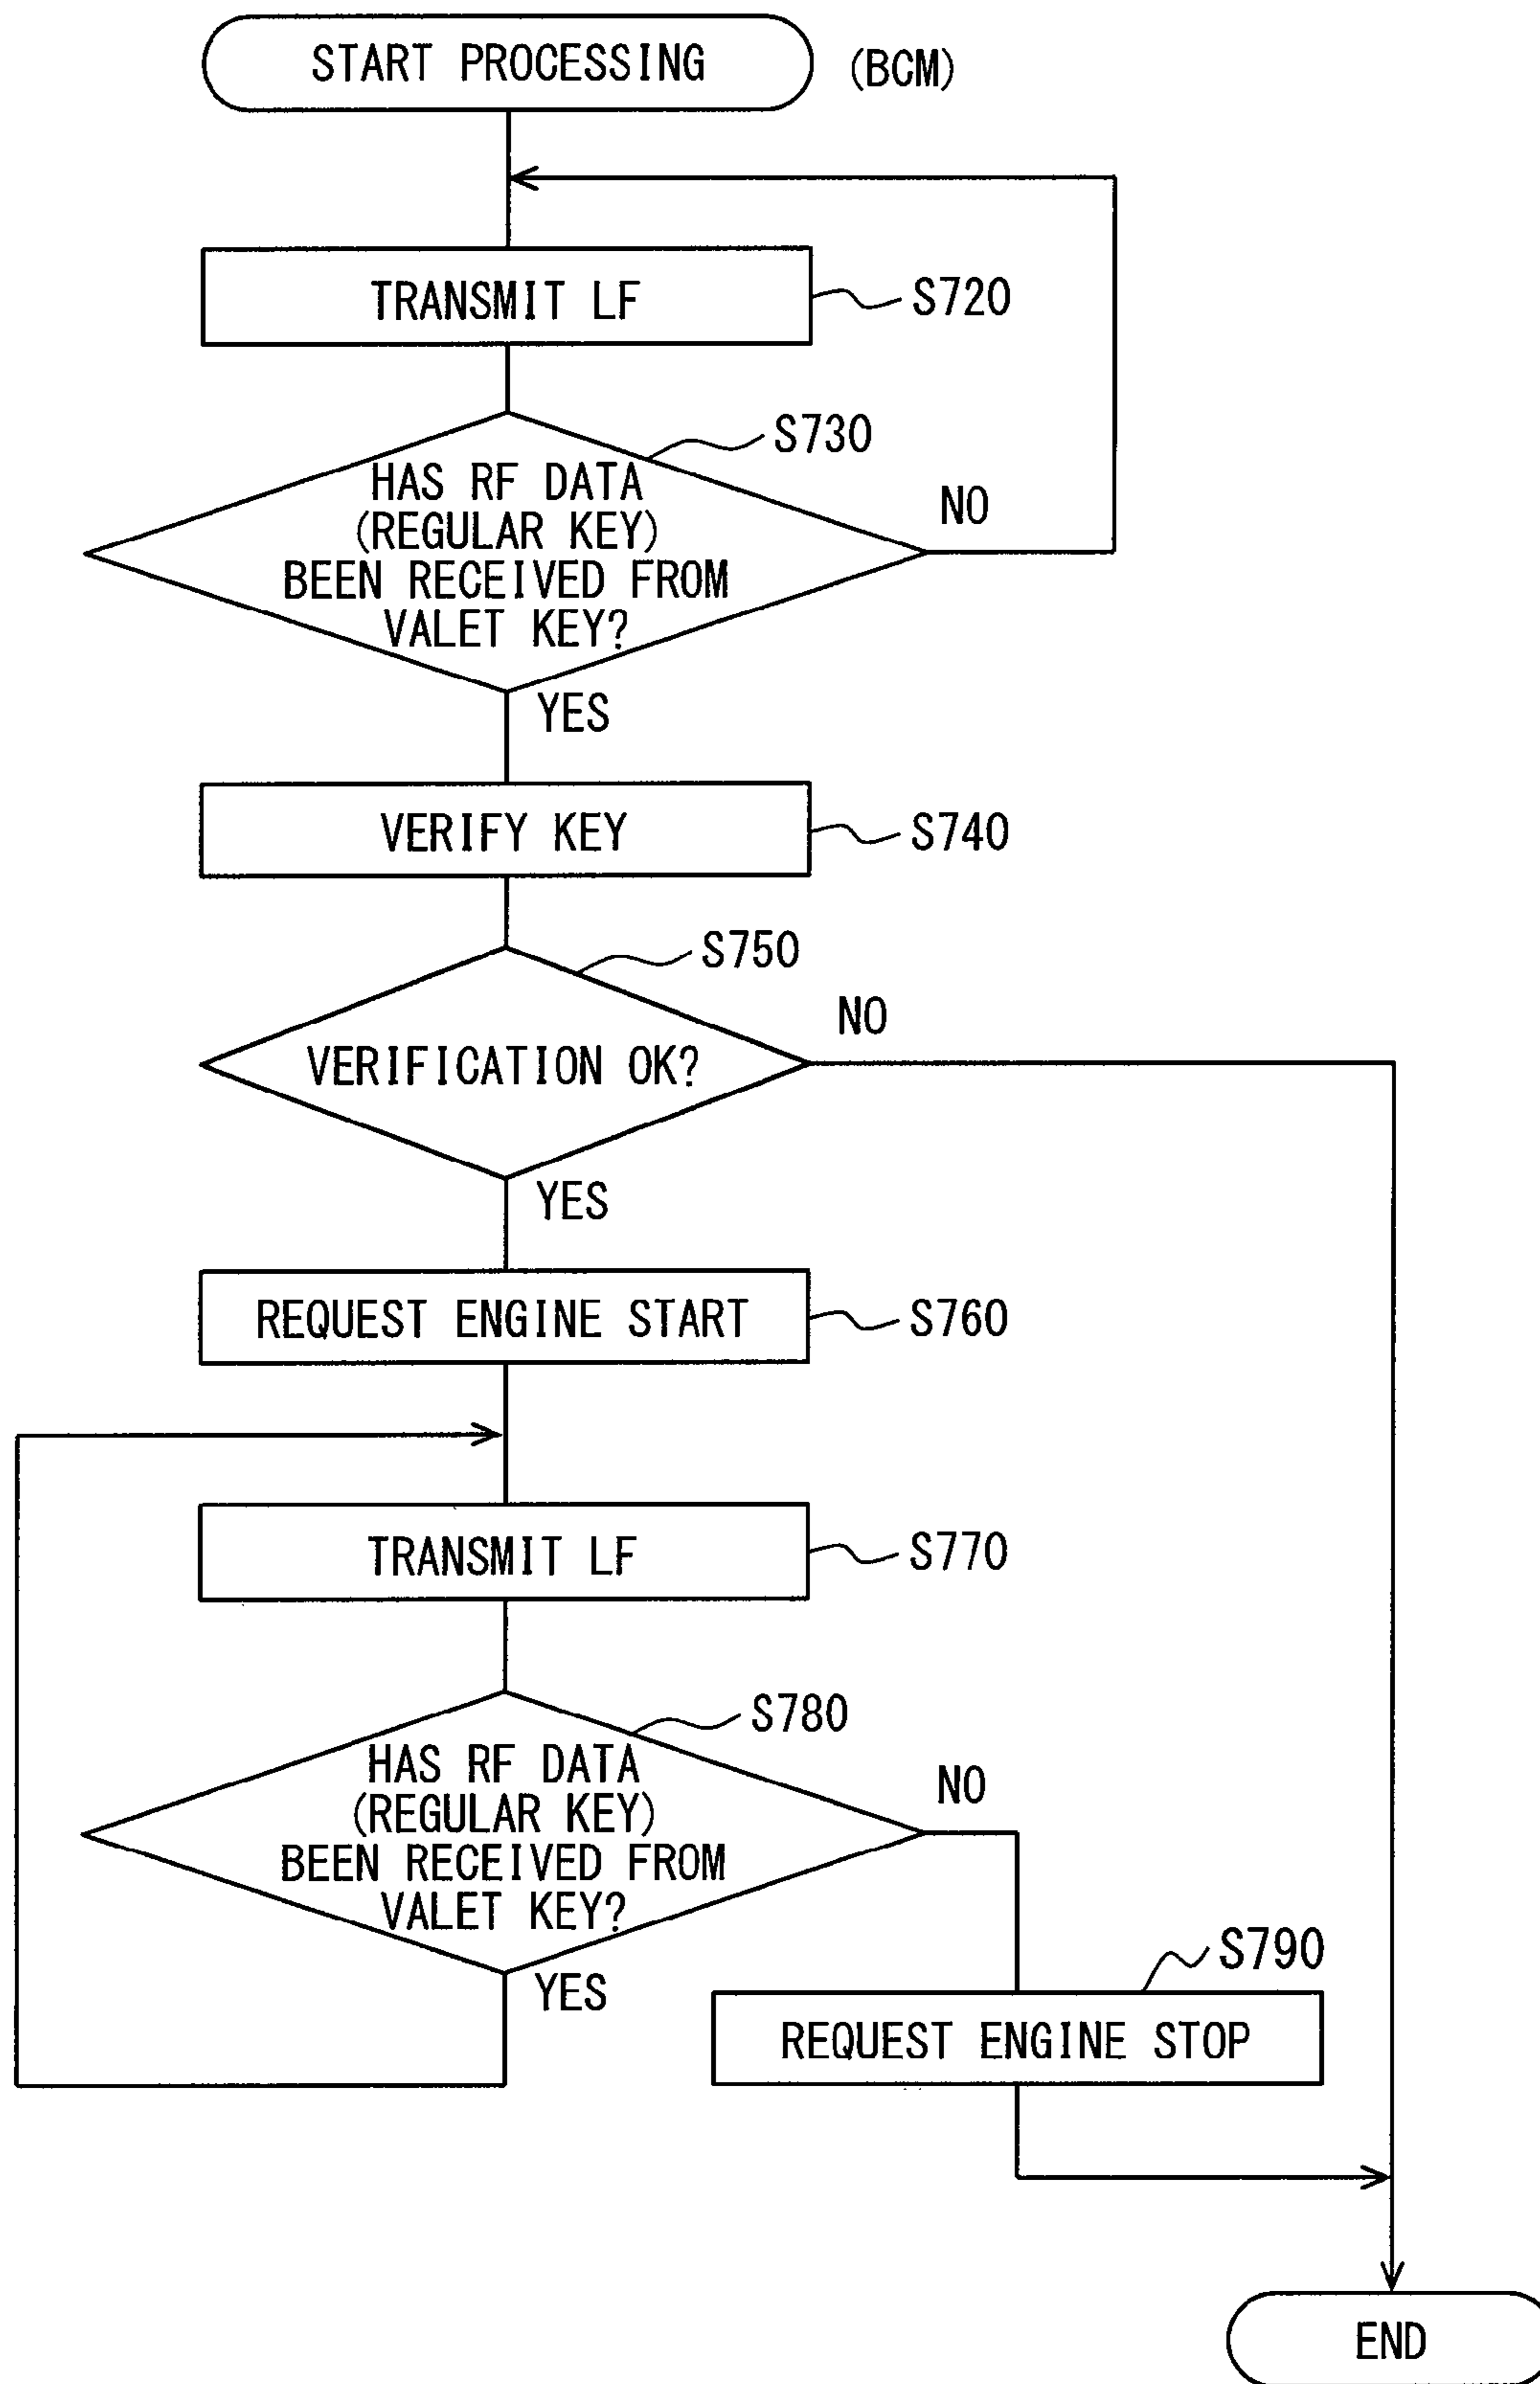 START PROCESSING
(BCM)
TRANSMIT LF
S720
S730
HAS RF DATA
(REGULAR KEY)
BEEN RECEIVED FROM
VALET KEY?
NO
YES
VERIFY KEY
S740
S750
NO
VERIFICATION OK?
YES
REQUEST ENGINE START
S760
TRANSMIT LF
S770
S780
HAS RF DATA
(REGULAR KEY)
BEEN RECEIVED FROM
VALET KEY?
NO
YES
S790
REQUEST ENGINE STOP
END